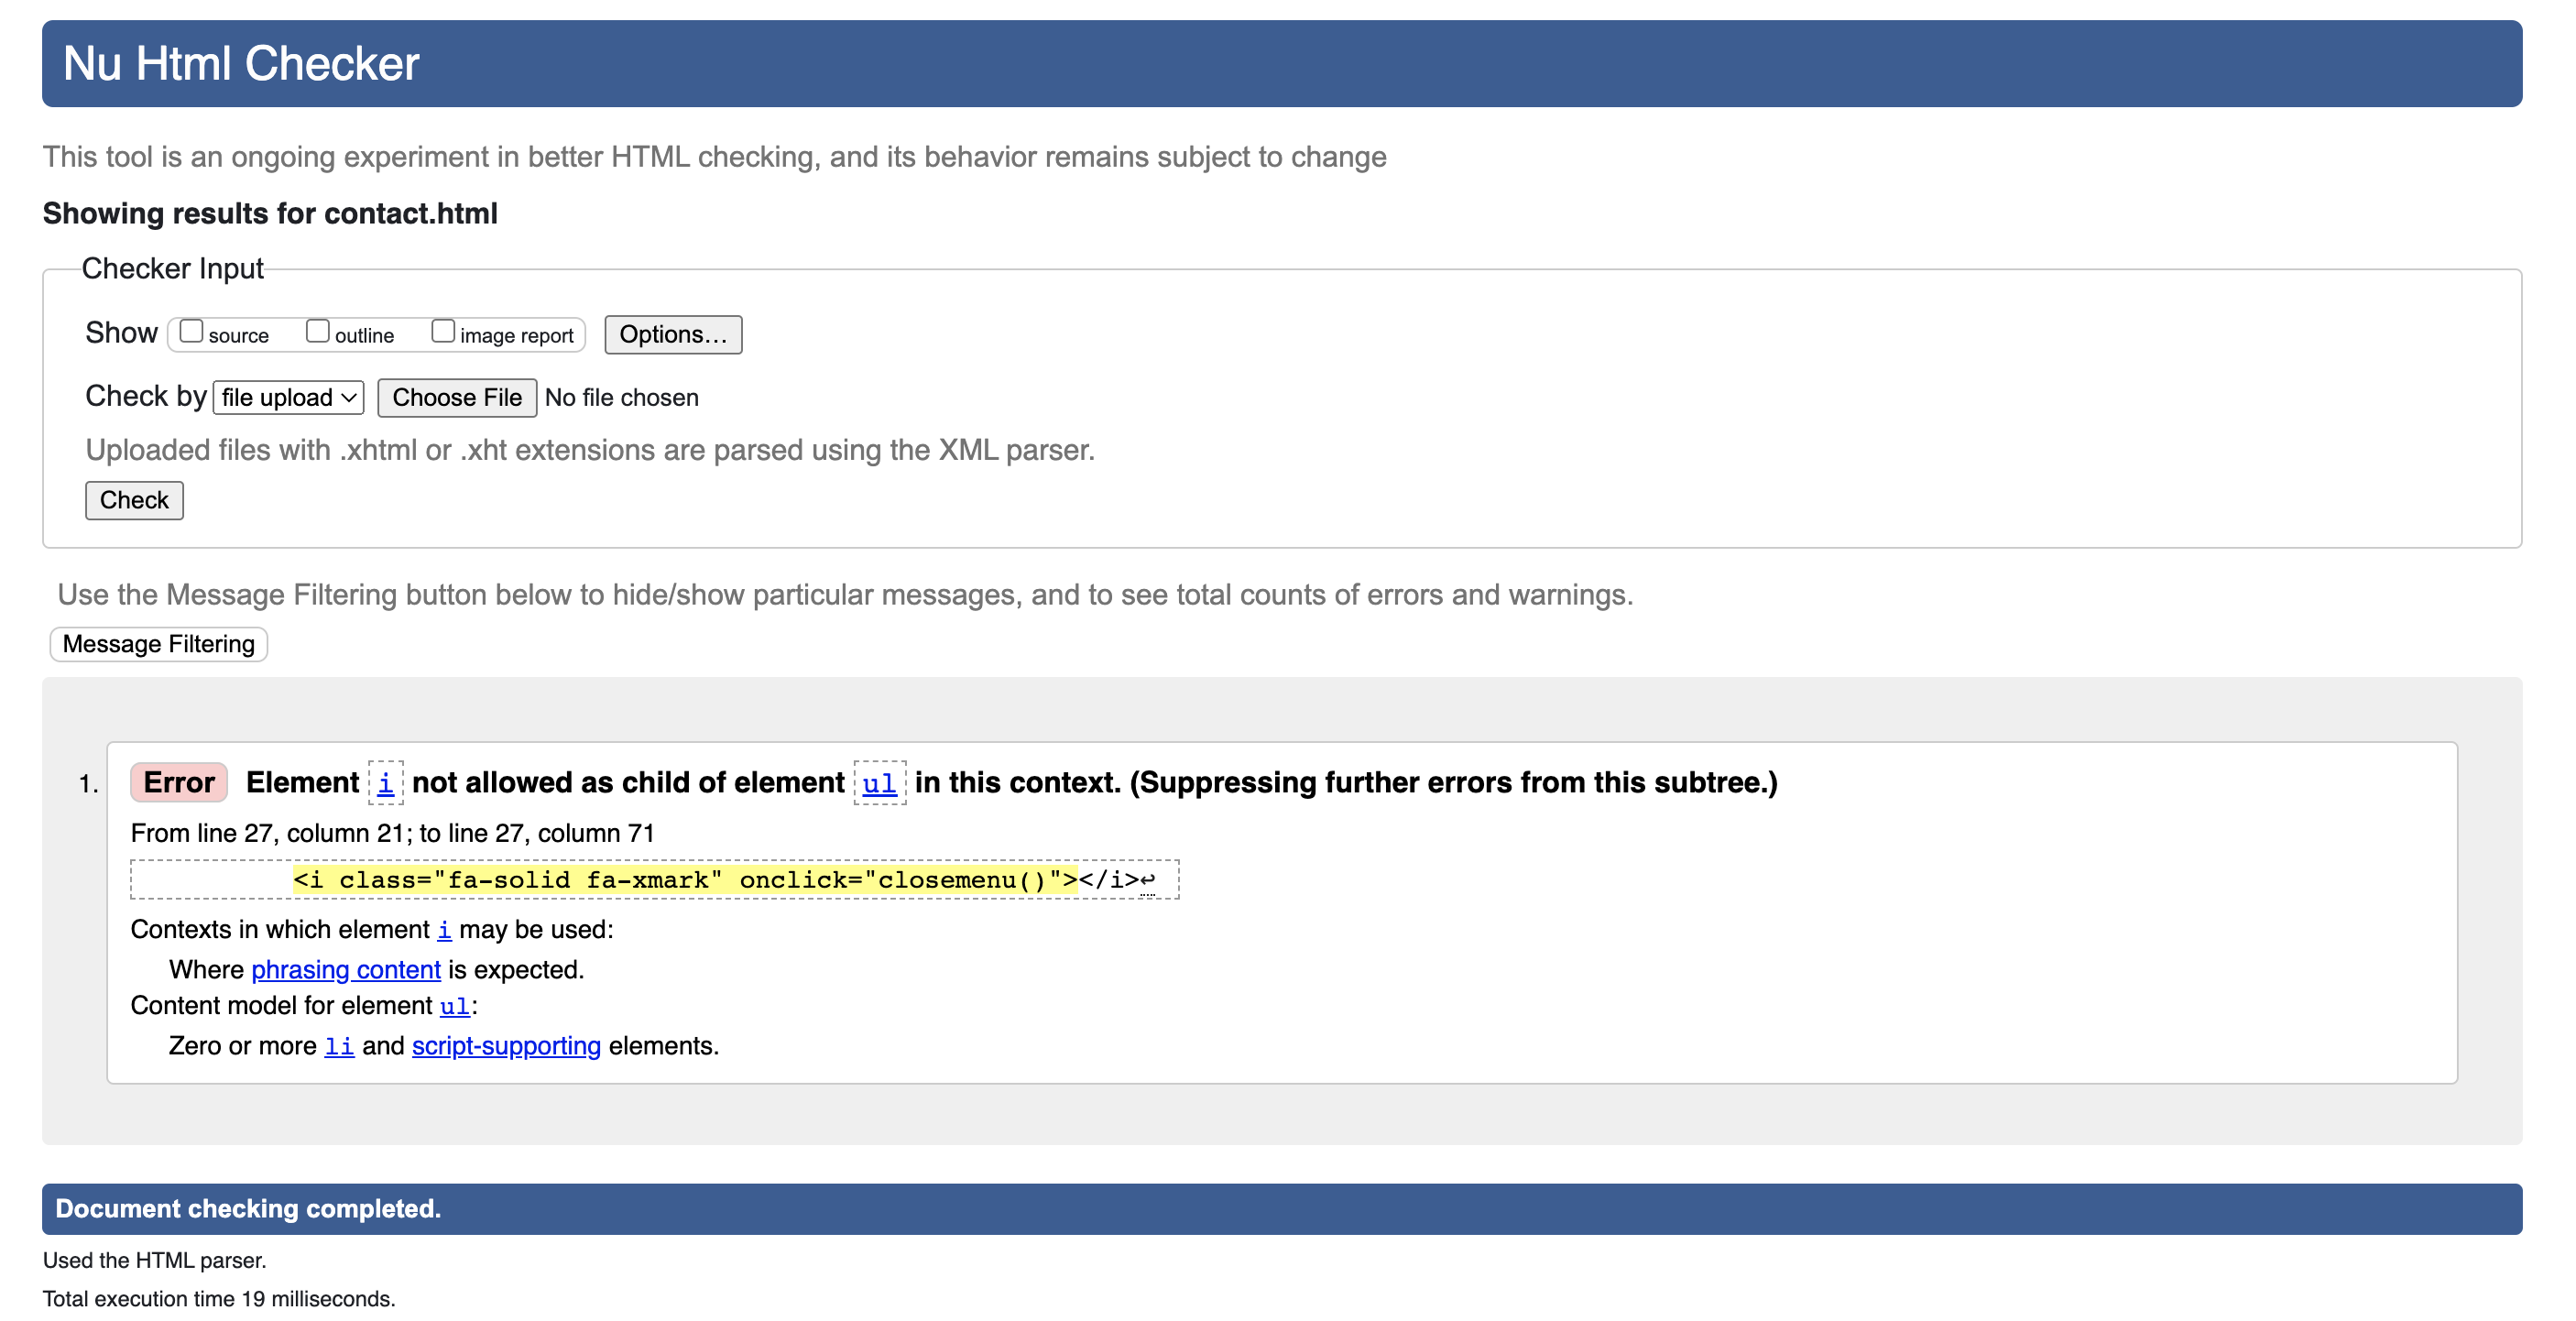 Nu Html Checker
This tool is an ongoing experiment in better HTML checking, and its behavior remains subject to change
Showing results for contact.html
Checker Input
Show source outline image report Options...
Check by file upload Choose File No file chosen
Uploaded files with .xhtml or .xht extensions are parsed using the XML parser.
Check
Use the Message Filtering button below to hide/show particular messages, and to see total counts of errors and warnings.
Message Filtering
1. Error Element i not allowed as child of element ul in this context. (Suppressing further errors from this subtree.)
From line 27, column 21; to line 27, column 71
<i class="fa-solid fa-xmark" onclick="closemenu()"></i>↩
Contexts in which element i may be used:
Where phrasing content is expected.
Content model for element ul:
Zero or more li and script-supporting elements.
Document checking completed.
Used the HTML parser.
Total execution time 19 milliseconds.